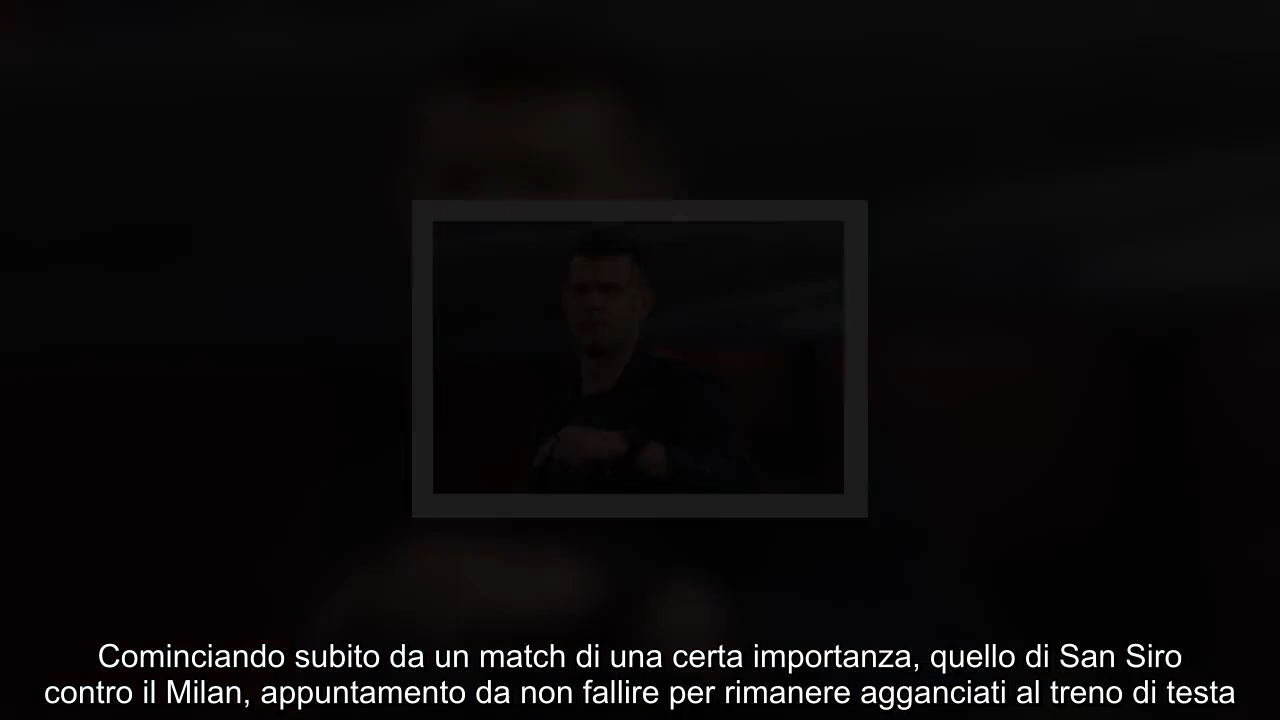 Cominciando subito da un match di una certa importanza, quello di San Siro
contro il Milan, appuntamento da non fallire per rimanere agganciati al treno di testa